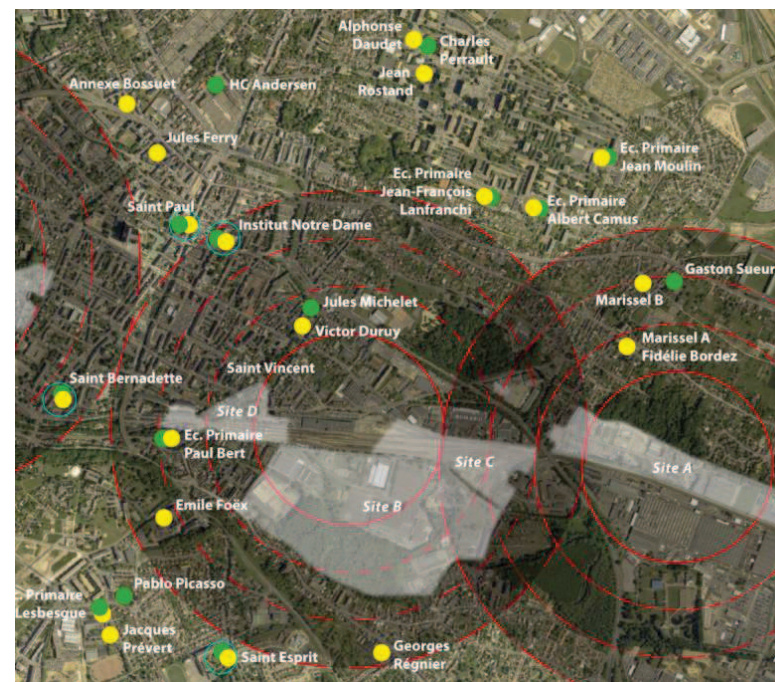 Alphonse
Daudet
Charles
Perrault
Jean
Rostand
Annexe Bossuet
HC Andersen
Jules Ferry
Ec. Primaire
Jean Moulin
Ec. Primaire
Jean-François
Lanfranchi
Ec. Primaire
Albert Camus
Saint Paul
Institut Notre Dame
Gaston Sueur
Marissel B
Jules Michelet
Victor Duruy
Marissel A
Fidélie Bordez
Saint Vincent
Saint Bernadette
Site D
Ec. Primaire
Paul Bert
Site C
Site A
Site B
Emile Foëx
Pablo Picasso
c. Primaire
Lesbesque
Jacques
Prévert
Saint Esprit
Georges
Régnier